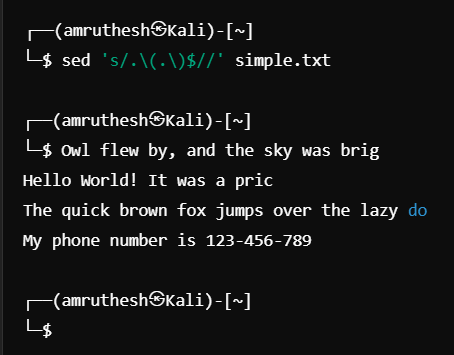 ┌──(amruthesh㉿Kali)-[~]
└─$ sed 's/.\(.\)$//' simple.txt
┌──(amruthesh㉿Kali)-[~]
└─$ Owl flew by, and the sky was brig
Hello World! It was a pric
The quick brown fox jumps over the lazy do
My phone number is 123-456-789
┌──(amruthesh㉿Kali)-[~]
└─$